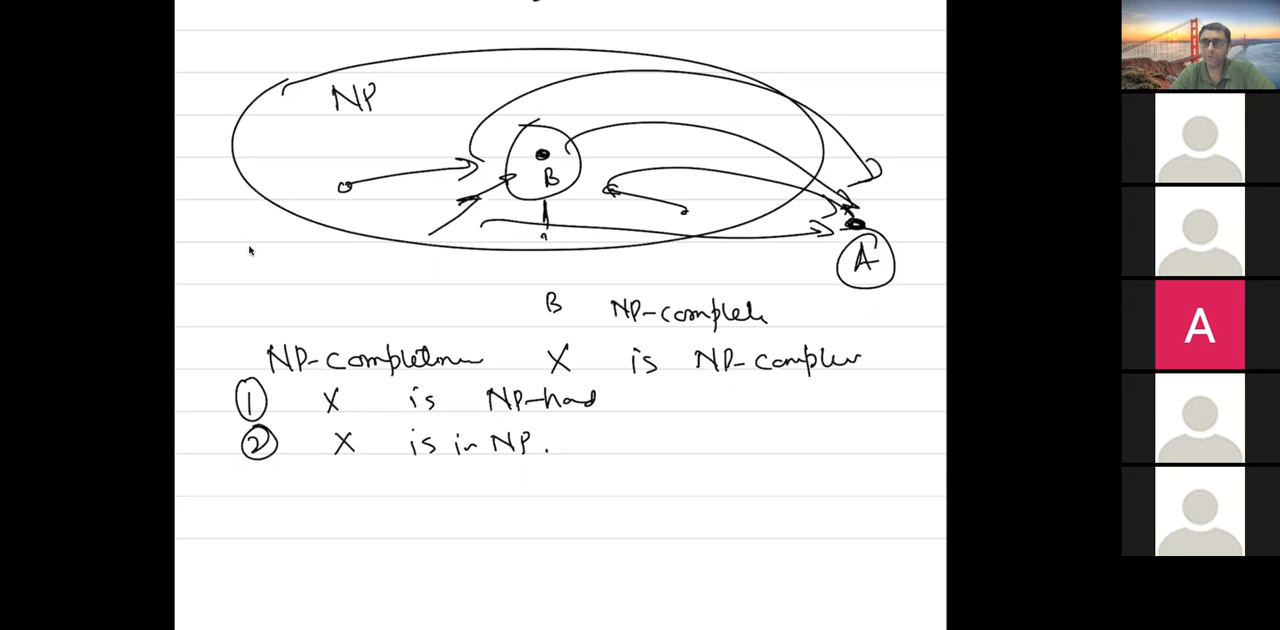 NP
B
A
B NP-complete
NP-completeness X is NP-complete
① X is NP-hard
② X is in NP.
A